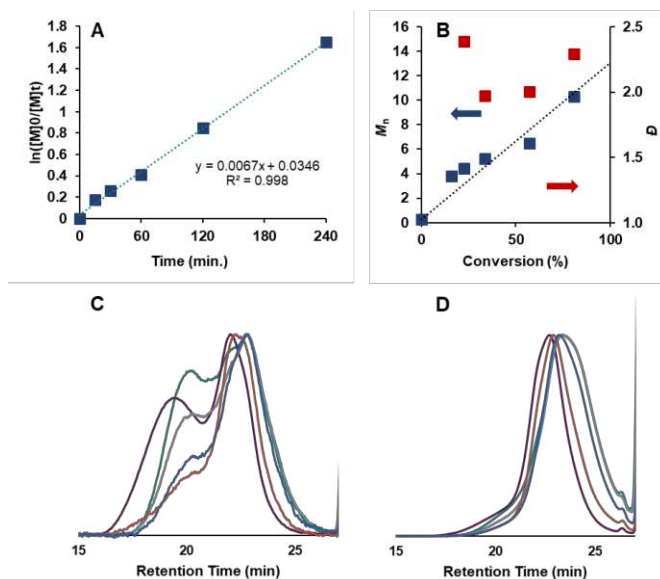 A
ln([M]0/[M]t)
1.8
1.6
1.4
1.2
1
0.8
0.6
0.4
0.2
0
y = 0.0067x + 0.0346
R² = 0.998
0 60 120 180 240
Time (min.)
B
Mn
16
14
12
10
8
6
4
2
0
2.5
2.0
1.5
1.0
Đ
0 50 100
Conversion (%)
C
15 20 25
Retention Time (min)
D
15 20 25
Retention Time (min)